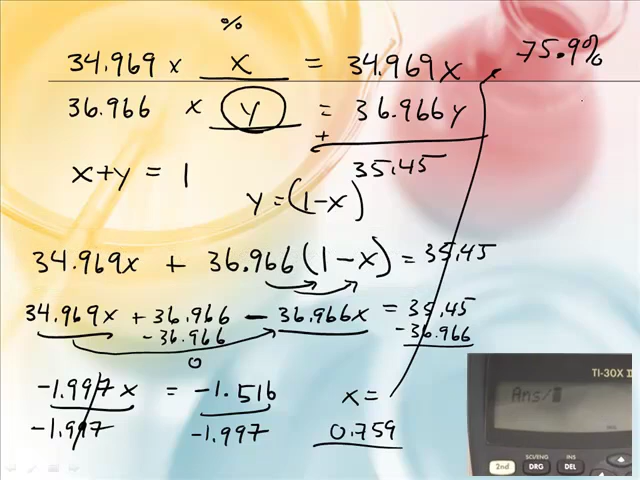 %
34.969 x x = 34.969x 75.9%
36.966 x y = 36.966y
+
x+y = 1 35.45
y = (1-x)
34.969x + 36.966(1-x) = 35.45
34.969x + 36.966 - 36.966x = 35.45
-36.966 -36.966
0
-1.997x = -1.516 x =
-1.997 -1.997 0.759
TI-30X II
Ans/
2nd
SCI/ENG INS
DRG DEL